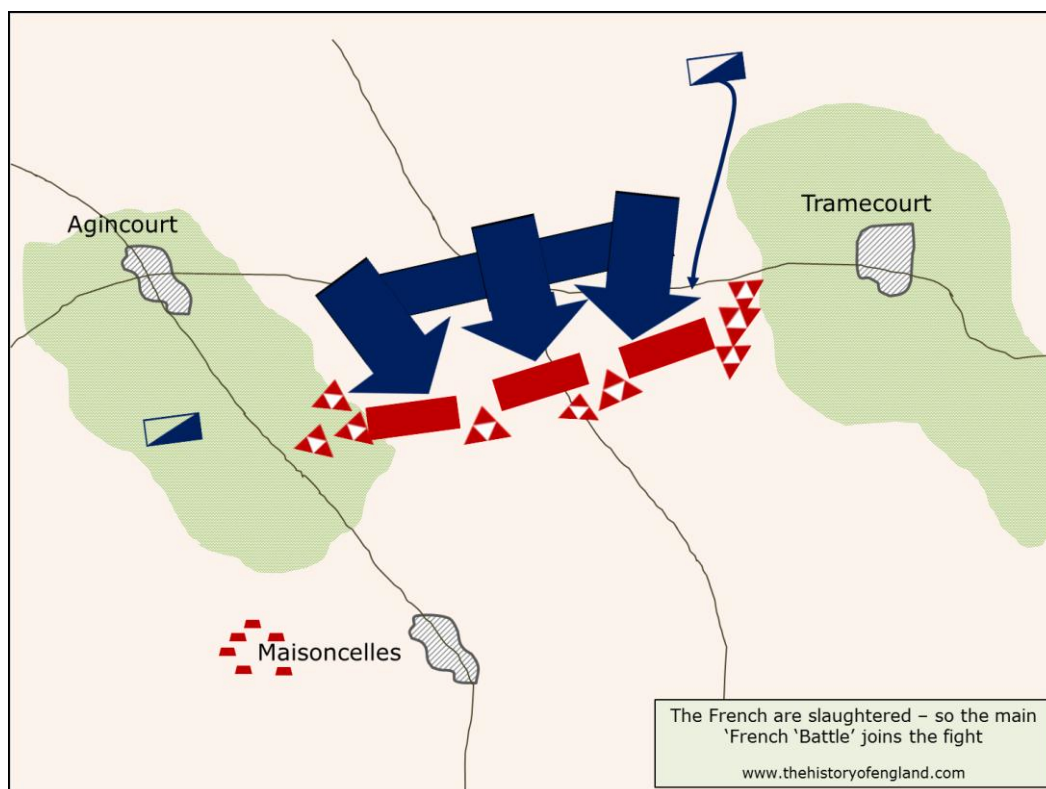 Agincourt
Tramecourt
Maisoncelles
The French are slaughtered – so the main
‘French ‘Battle’ joins the fight
www.thehistoryofengland.com